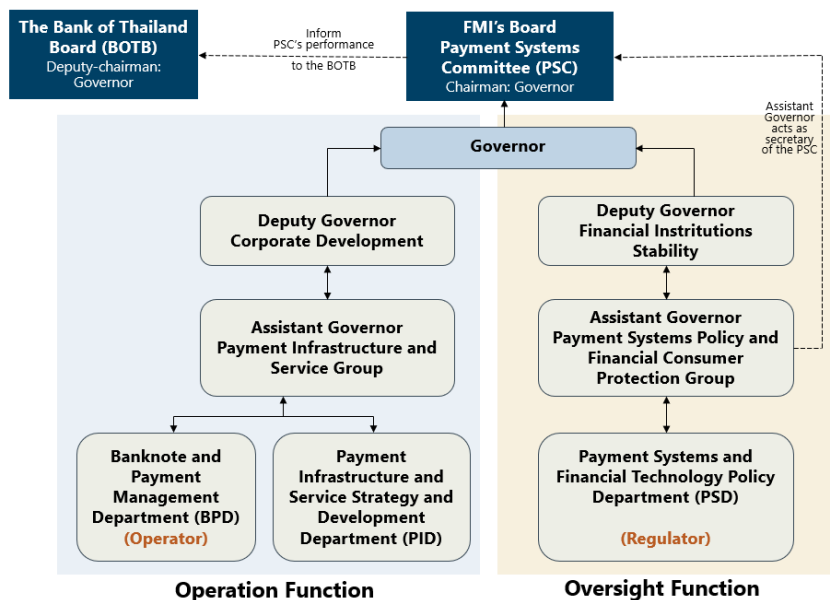 The Bank of Thailand
Board (BOTB)
Deputy-chairman:
Governor
Inform
PSC's performance
to the BOTB
FMI's Board
Payment Systems
Committee (PSC)
Chairman: Governor
Assistant
Governor
acts as
secretary
of the PSC
Governor
Deputy Governor
Corporate Development
Deputy Governor
Financial Institritions
Stability
Assistant Governor
Payment Infrastructure and
Service Group
Assistant Governor
Payment Systems Policy and
Financial Consumer
Protection Group
Banknote and
Payment
Management
Department (BPD)
(Operator)
Payment
Infrastructure and
Service Strategy and
Development
Department (PID)
Payment Systems and
Financial Technology Policy
Department (PSD)
(Regulator)
Operation Function
Oversight Function